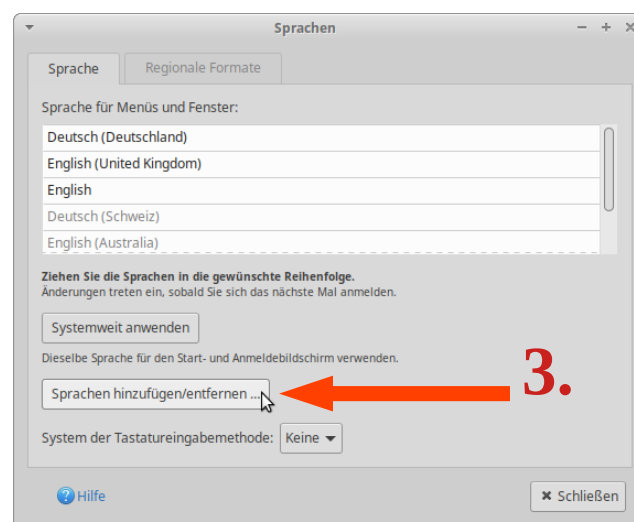 Sprachen
Sprache
Regionale Formate
Sprache für Menüs und Fenster:
Deutsch (Deutschland)
English (United Kingdom)
English
Deutsch (Schweiz)
English (Australia)
Ziehen Sie die Sprachen in die gewünschte Reihenfolge.
Änderungen treten ein, sobald Sie sich das nächste Mal anmelden.
Systemweit anwenden
Dieselbe Sprache für den Start- und Anmeldebildschirm verwenden.
Sprachen hinzufügen/entfernen ...
3.
System der Tastatureingabemethode: Keine
Hilfe
Schließen